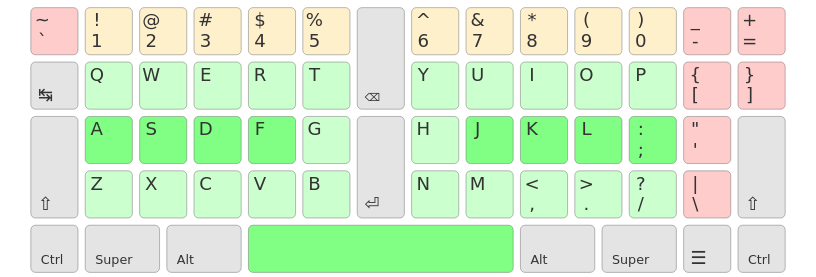 ~ ! @ # $ % ^ & * ( ) _ +
` 1 2 3 4 5 ⌫ 6 7 8 9 0 - =
↹ Q W E R T Y U I O P { }
[ ]
A S D F G H J K L : "
; '
⇧ Z X C V B ⏎ N M < > ? | ⇧
, . / \
Ctrl Super Alt Alt Super ☰ Ctrl